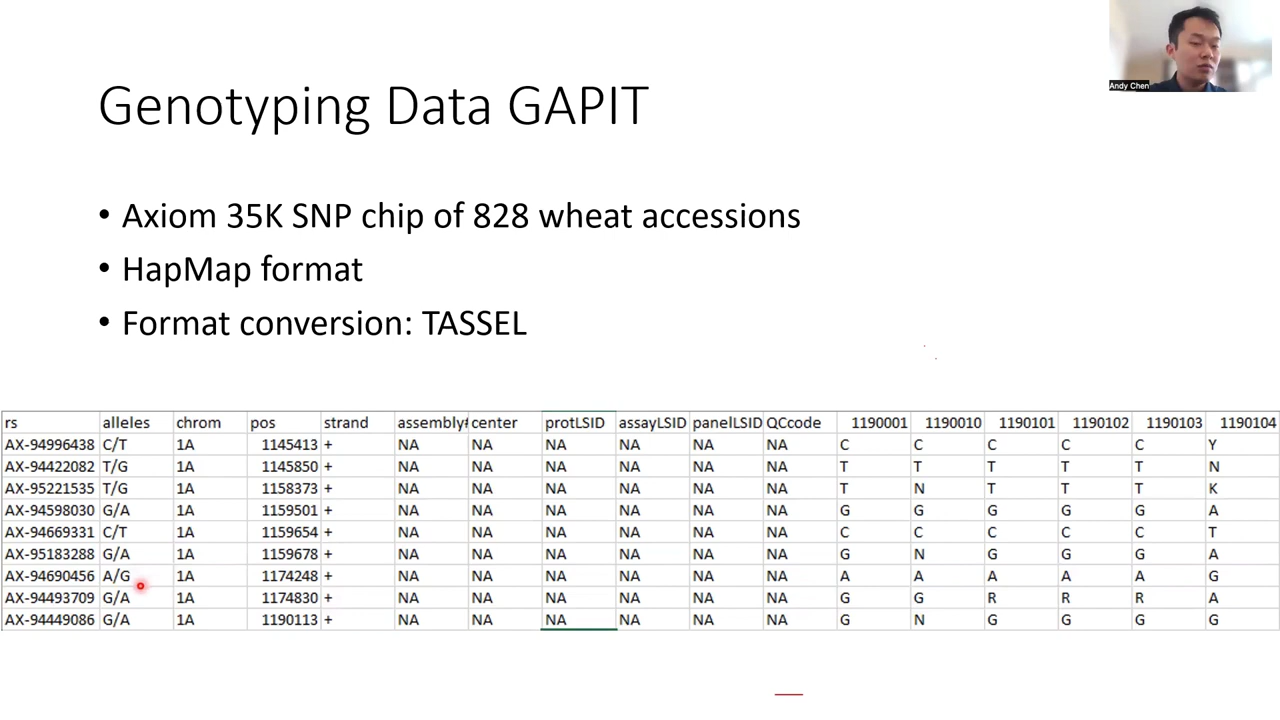 Andy Chen
Genotyping Data GAPIT
• Axiom 35K SNP chip of 828 wheat accessions
• HapMap format
• Format conversion: TASSEL
rs alleles chrom pos strand assembly# center protLSID assayLSID panelLSID QCcode 1190001 1190010 1190101 1190102 1190103 1190104
AX-94996438 C/T 1A 1145413 + NA NA NA NA NA NA C C C C C Y
AX-94422082 T/G 1A 1145850 + NA NA NA NA NA NA T T T T T N
AX-95221535 T/G 1A 1158373 + NA NA NA NA NA NA T N T T T K
AX-94598030 G/A 1A 1159501 + NA NA NA NA NA NA G G G G G A
AX-94669331 C/T 1A 1159654 + NA NA NA NA NA NA C C C C C T
AX-95183288 G/A 1A 1159678 + NA NA NA NA NA NA G N G G G A
AX-94690456 A/G 1A 1174248 + NA NA NA NA NA NA A A A A A G
AX-94493709 G/A 1A 1174830 + NA NA NA NA NA NA G G R R R A
AX-94449086 G/A 1A 1190113 + NA NA NA NA NA NA G N G G G G